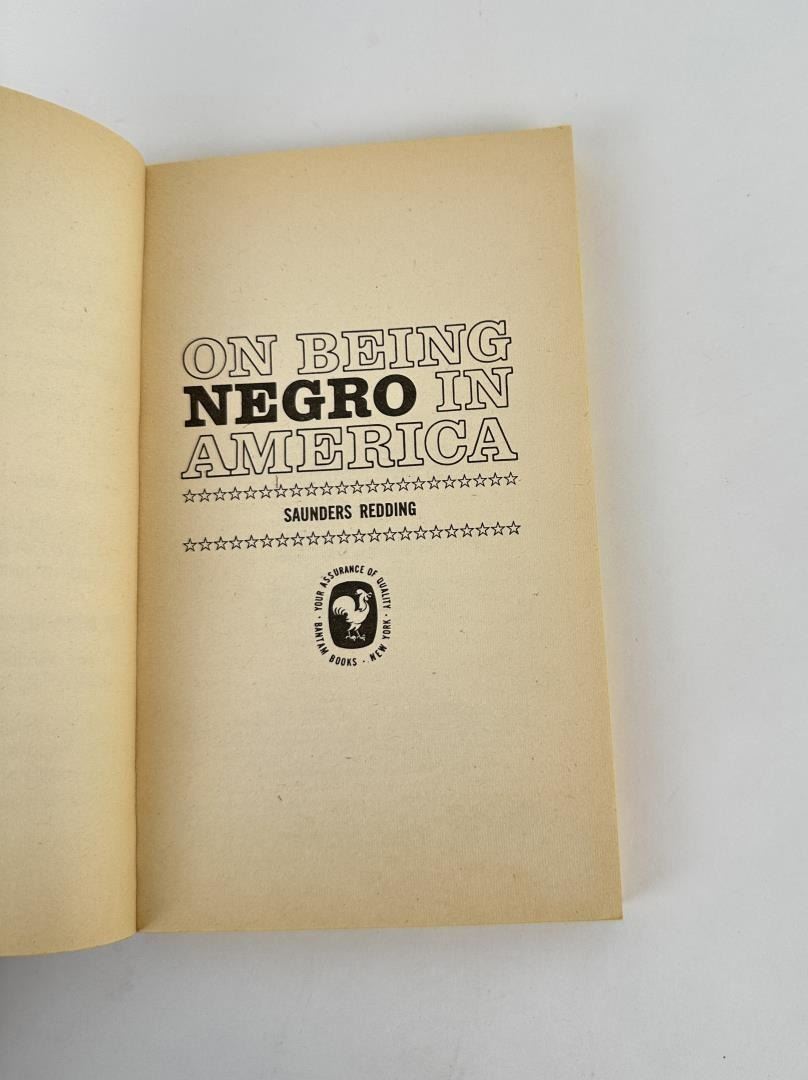 ON BEING
NEGRO IN
AMERICA
☆☆☆☆☆☆☆☆☆☆☆☆☆☆☆☆☆☆☆☆☆☆
SAUNDERS REDDING
☆☆☆☆☆☆☆☆☆☆☆☆☆☆☆☆☆☆☆☆☆☆
YOUR ASSURANCE OF QUALITY ·
BANTAM BOOKS · NEW YORK ·